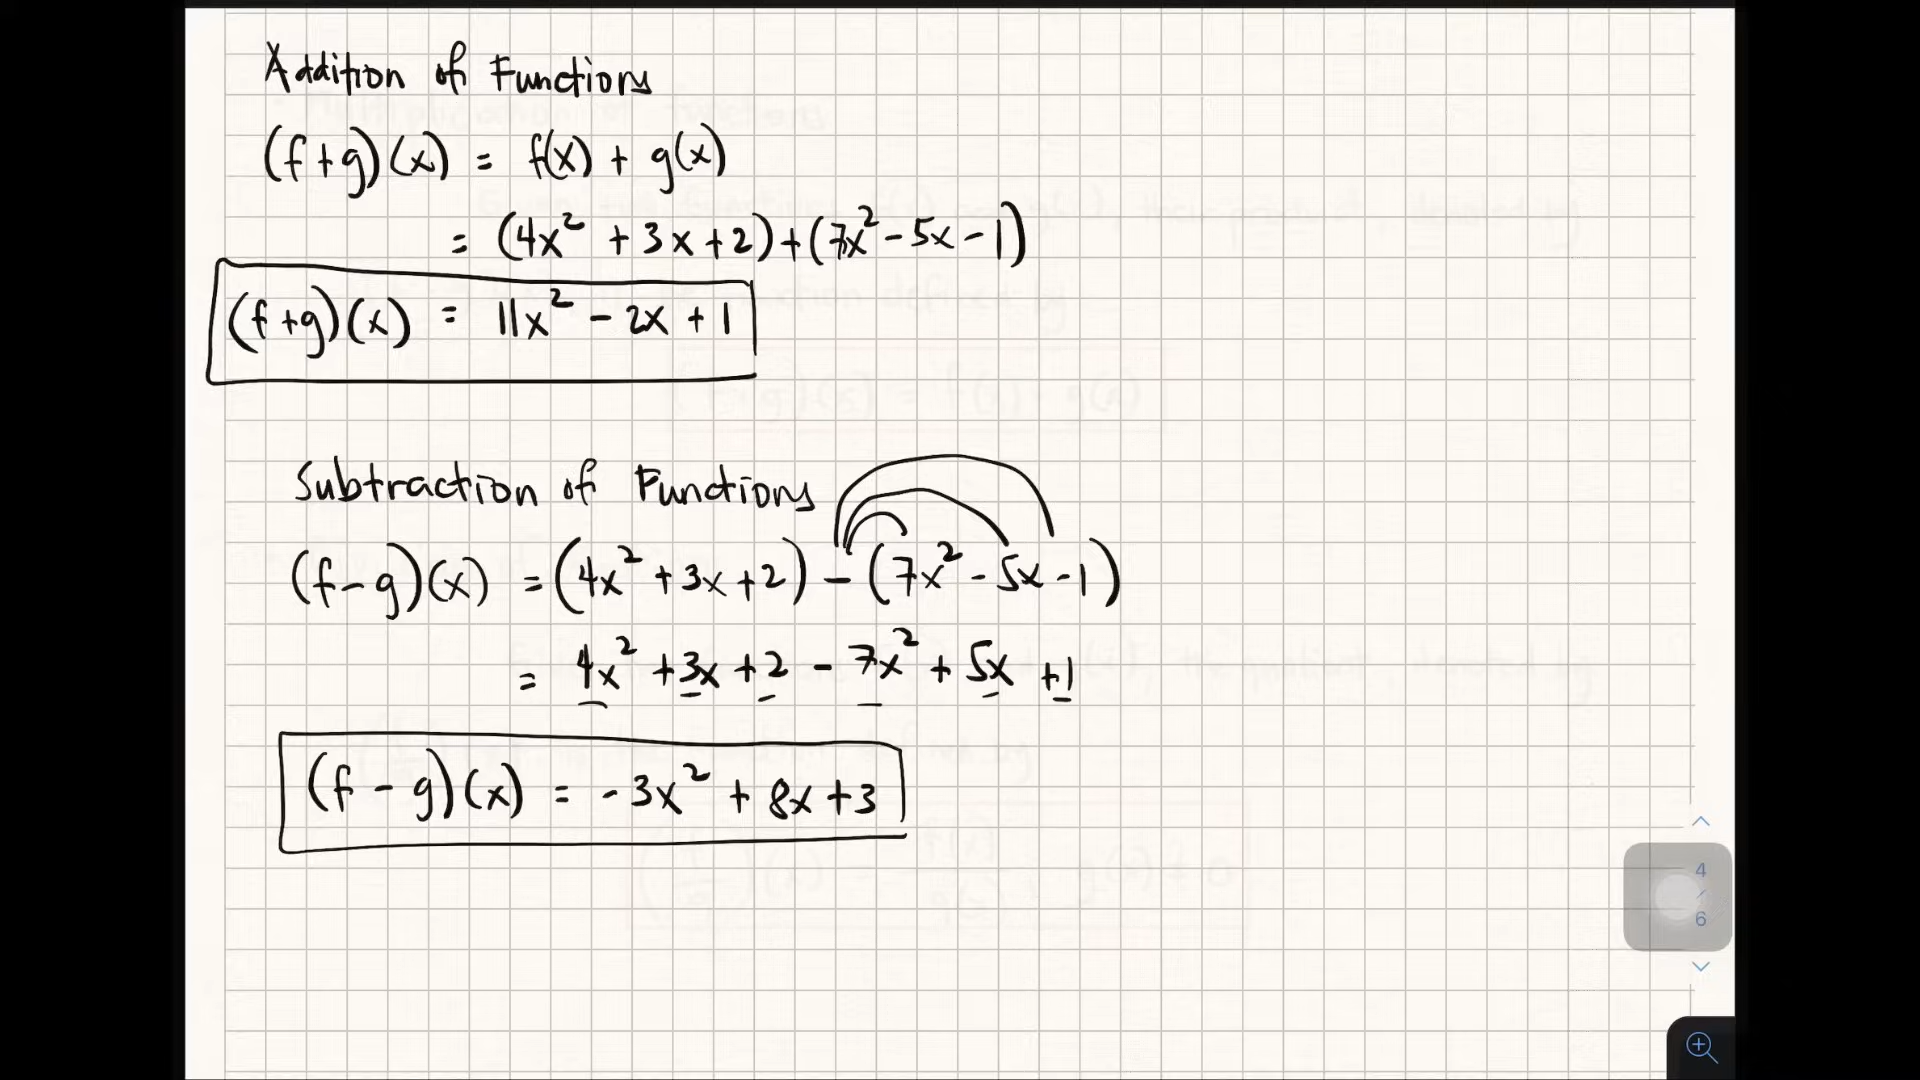 Addition of Functions
(f+g)(x) = f(x) + g(x)
= (4x² + 3x + 2) + (7x² - 5x - 1)
(f+g)(x) = 11x² - 2x + 1
Subtraction of Functions
(f-g)(x) = (4x² + 3x + 2) - (7x² - 5x - 1)
= 4x² + 3x + 2 - 7x² + 5x + 1
(f-g)(x) = -3x² + 8x + 3
4
/
6